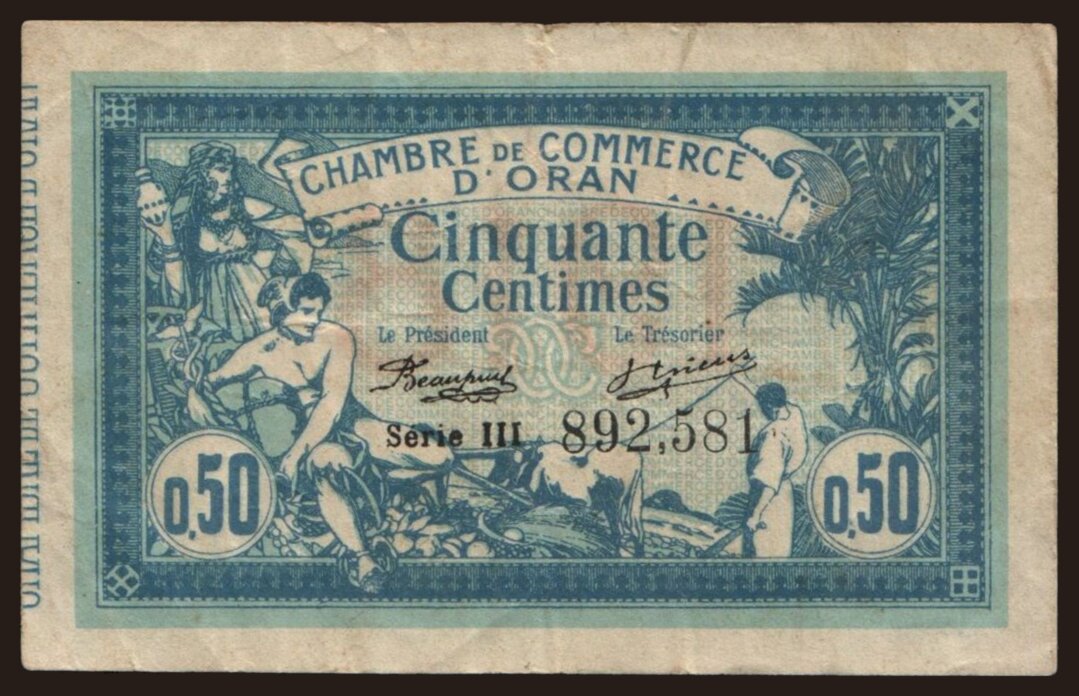 CHAMBRE DE COMMERCE
D'ORAN
Cinquante
Centimes
Le Président Le Trésorier
Série III 892,581
0,50 0,50